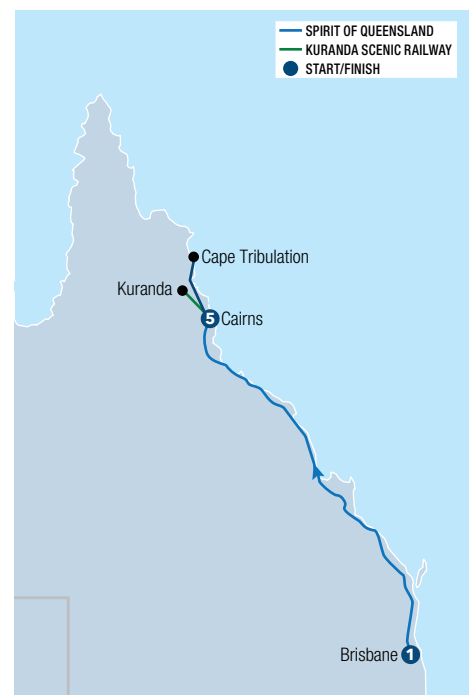 SPIRIT OF QUEENSLAND
KURANDA SCENIC RAILWAY
START/FINISH
Cape Tribulation
Kuranda
5 Cairns
Brisbane 1